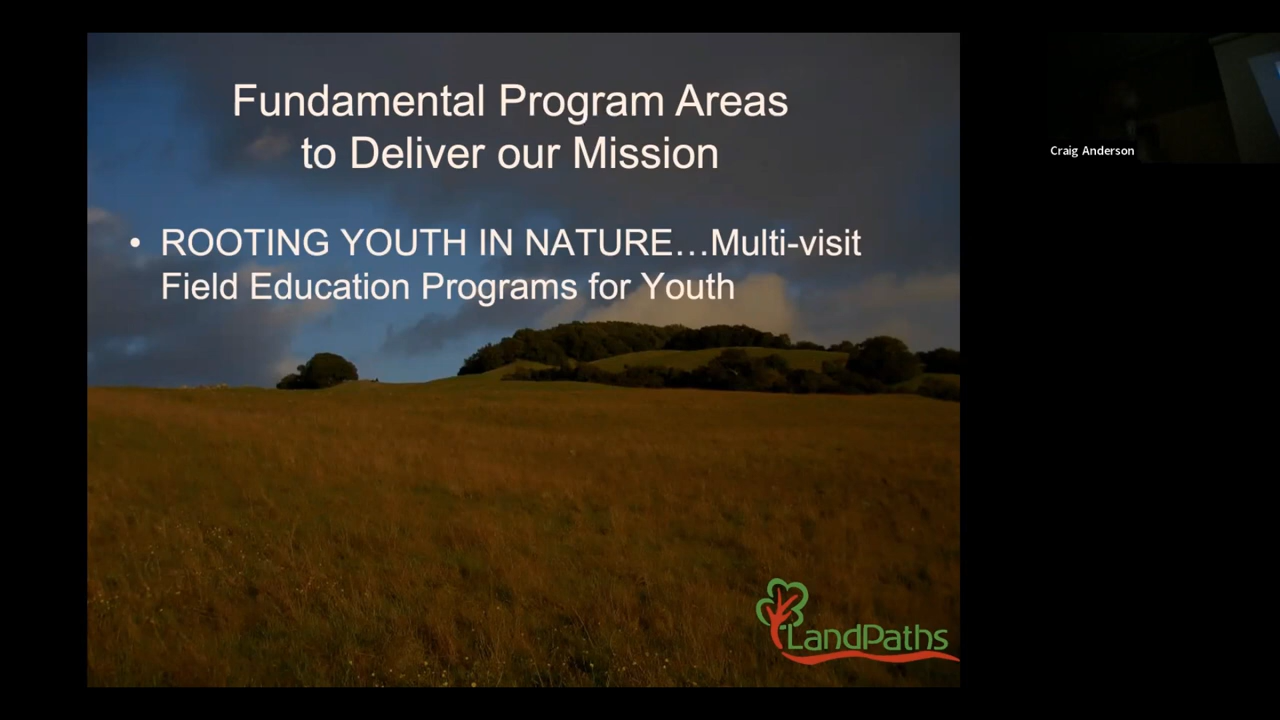 Fundamental Program Areas
to Deliver our Mission
• ROOTING YOUTH IN NATURE…Multi-visit
Field Education Programs for Youth
LandPaths
Craig Anderson